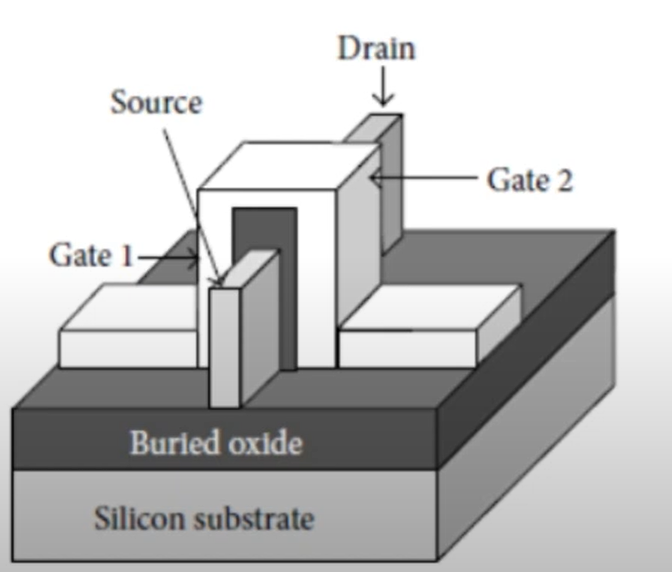 Drain
Source
Gate 2
Gate 1
Buried oxide
Silicon substrate